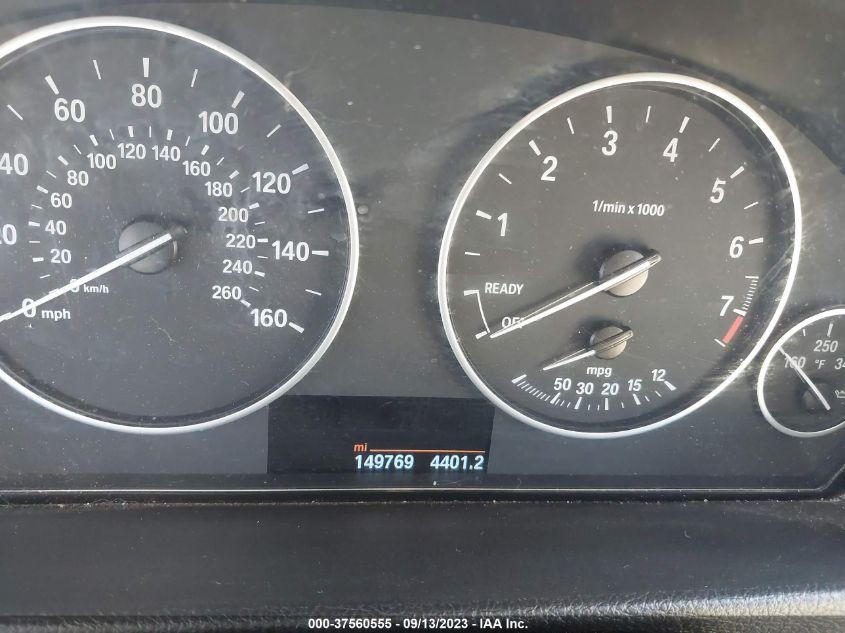 20 40 60 80 100 120 140 160
0 mph
20 40 60 80 100 120 140 160 180 200 220 240 260
km/h
1 2 3 4 5 6 7
1/min x 1000
READY
OFF
mpg
50 30 20 15 12
160 °F 250
mi
149769 4401.2
000-37560555 - 09/13/2023 - IAA Inc.